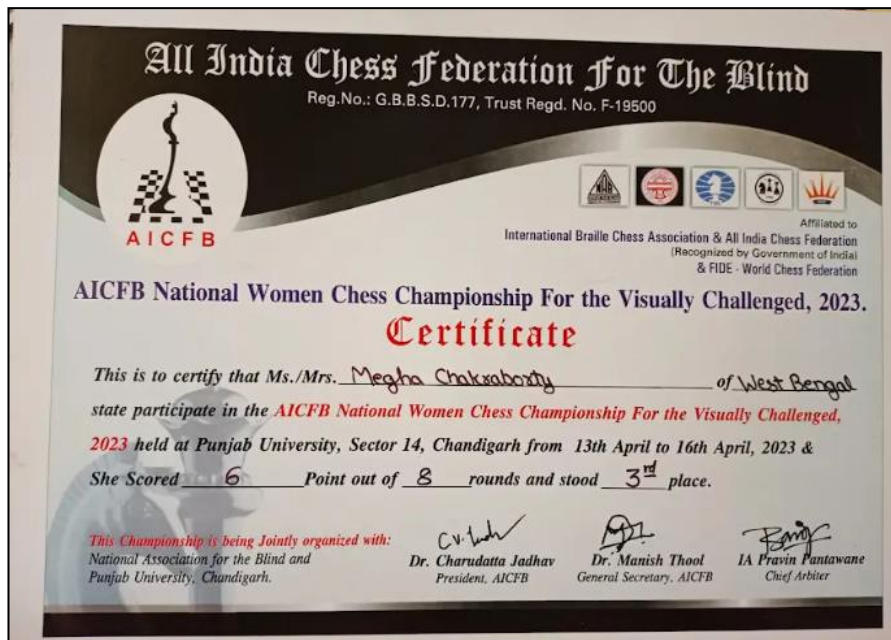 All India Chess Federation For The Blind
Reg.No.: G.B.B.S.D.177, Trust Regd. No. F-19500
AICFB
Affiliated to
International Braille Chess Association & All India Chess Federation
(Recognized by Government of India)
& FIDE - World Chess Federation
AICFB National Women Chess Championship For the Visually Challenged, 2023.
Certificate
This is to certify that Ms./Mrs. Megha Chakraborty of West Bengal
state participate in the AICFB National Women Chess Championship For the Visually Challenged,
2023 held at Punjab University, Sector 14, Chandigarh from 13th April to 16th April, 2023 &
She Scored 6 Point out of 8 rounds and stood 3rd place.
This Championship is being Jointly organized with:
National Association for the Blind and
Punjab University, Chandigarh.
Dr. Charudatta Jadhav
President, AICFB
Dr. Manish Thool
General Secretary, AICFB
IA Pravin Pantawane
Chief Arbiter